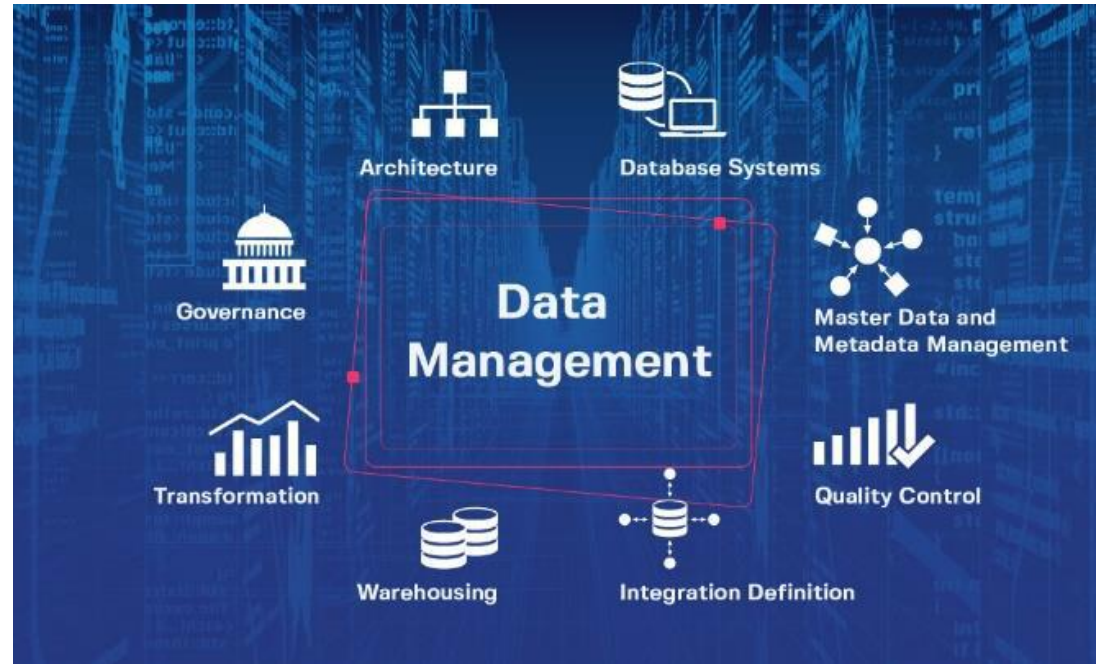 Architecture
Database Systems
Governance
Data
Management
Master Data and
Metadata Management
Transformation
Quality Control
Warehousing
Integration Definition